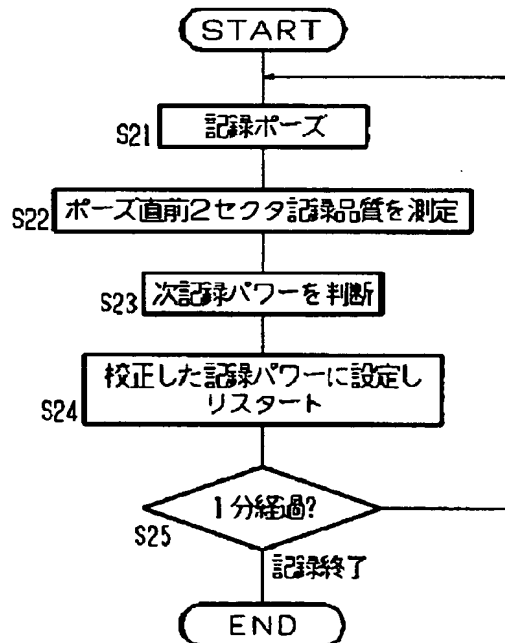 START
S21
記録ポーズ
S22
ポーズ直前2セクタ記録品質を測定
S23
次記録パワーを判断
S24
校正した記録パワーに設定し
リスタート
S25
1分経過?
記録終了
END